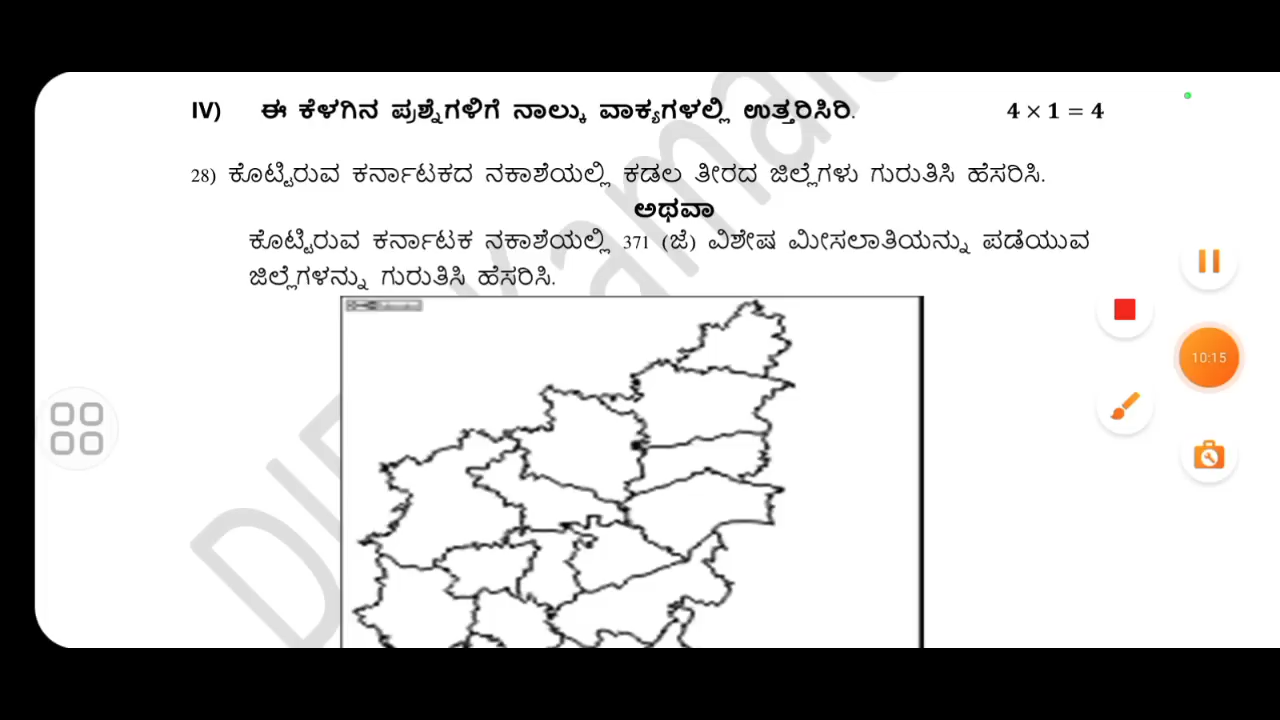 IV) ಈ ಕೆಳಗಿನ ಪ್ರಶ್ನೆಗಳಿಗೆ ನಾಲ್ಕು ವಾಕ್ಯಗಳಲ್ಲಿ ಉತ್ತರಿಸಿರಿ. 4 × 1 = 4
28) ಕೊಟ್ಟಿರುವ ಕರ್ನಾಟಕದ ನಕಾಶೆಯಲ್ಲಿ ಕಡಲ ತೀರದ ಜಿಲ್ಲೆಗಳು ಗುರುತಿಸಿ ಹೆಸರಿಸಿ.
ಅಥವಾ
ಕೊಟ್ಟಿರುವ ಕರ್ನಾಟಕ ನಕಾಶೆಯಲ್ಲಿ 371 (ಜೆ) ವಿಶೇಷ ಮೀಸಲಾತಿಯನ್ನು ಪಡೆಯುವ
ಜಿಲ್ಲೆಗಳನ್ನು ಗುರುತಿಸಿ ಹೆಸರಿಸಿ.
10:15